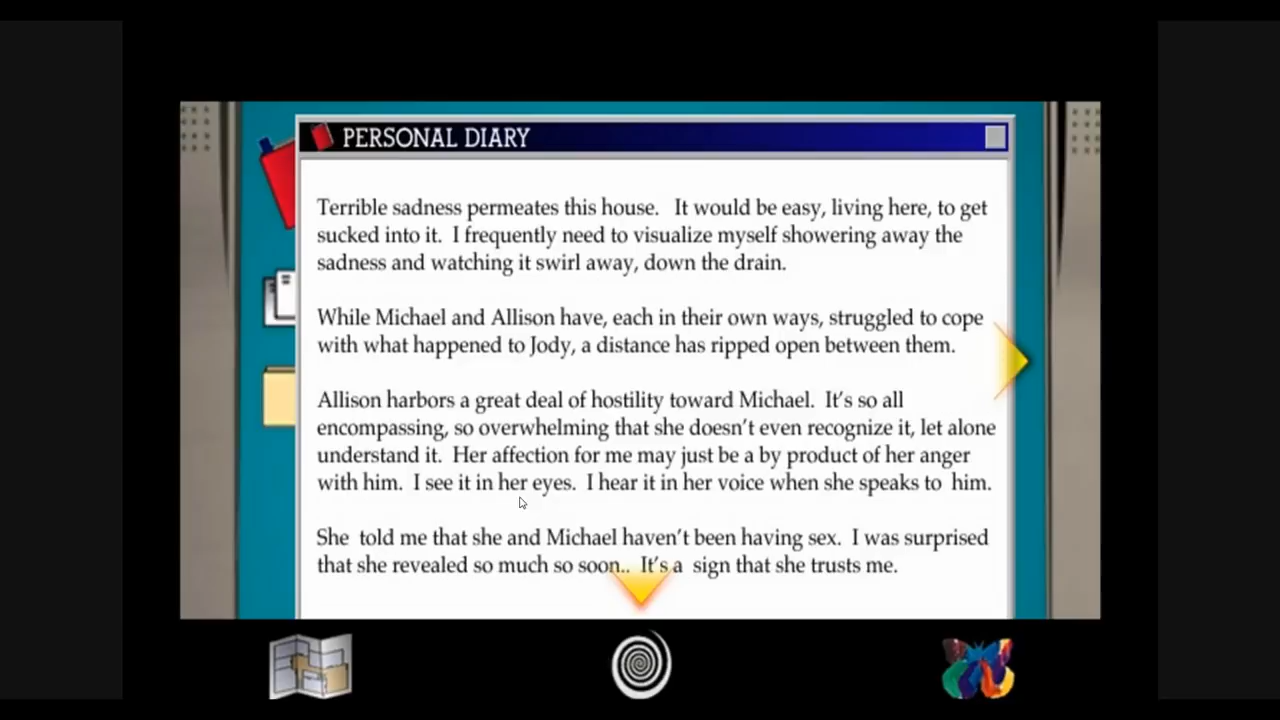 PERSONAL DIARY
Terrible sadness permeates this house.   It would be easy, living here, to get
sucked into it.  I frequently need to visualize myself showering away the
sadness and watching it swirl away, down the drain.
While Michael and Allison have, each in their own ways, struggled to cope
with what happened to Jody, a distance has ripped open between them.
Allison harbors a great deal of hostility toward Michael.  It's so all
encompassing, so overwhelming that she doesn't even recognize it, let alone
understand it.  Her affection for me may just be a by product of her anger
with him.  I see it in her eyes.  I hear it in her voice when she speaks to  him.
She  told me that she and Michael haven't been having sex.  I was surprised
that she revealed so much so soon..  It's a  sign that she trusts me.